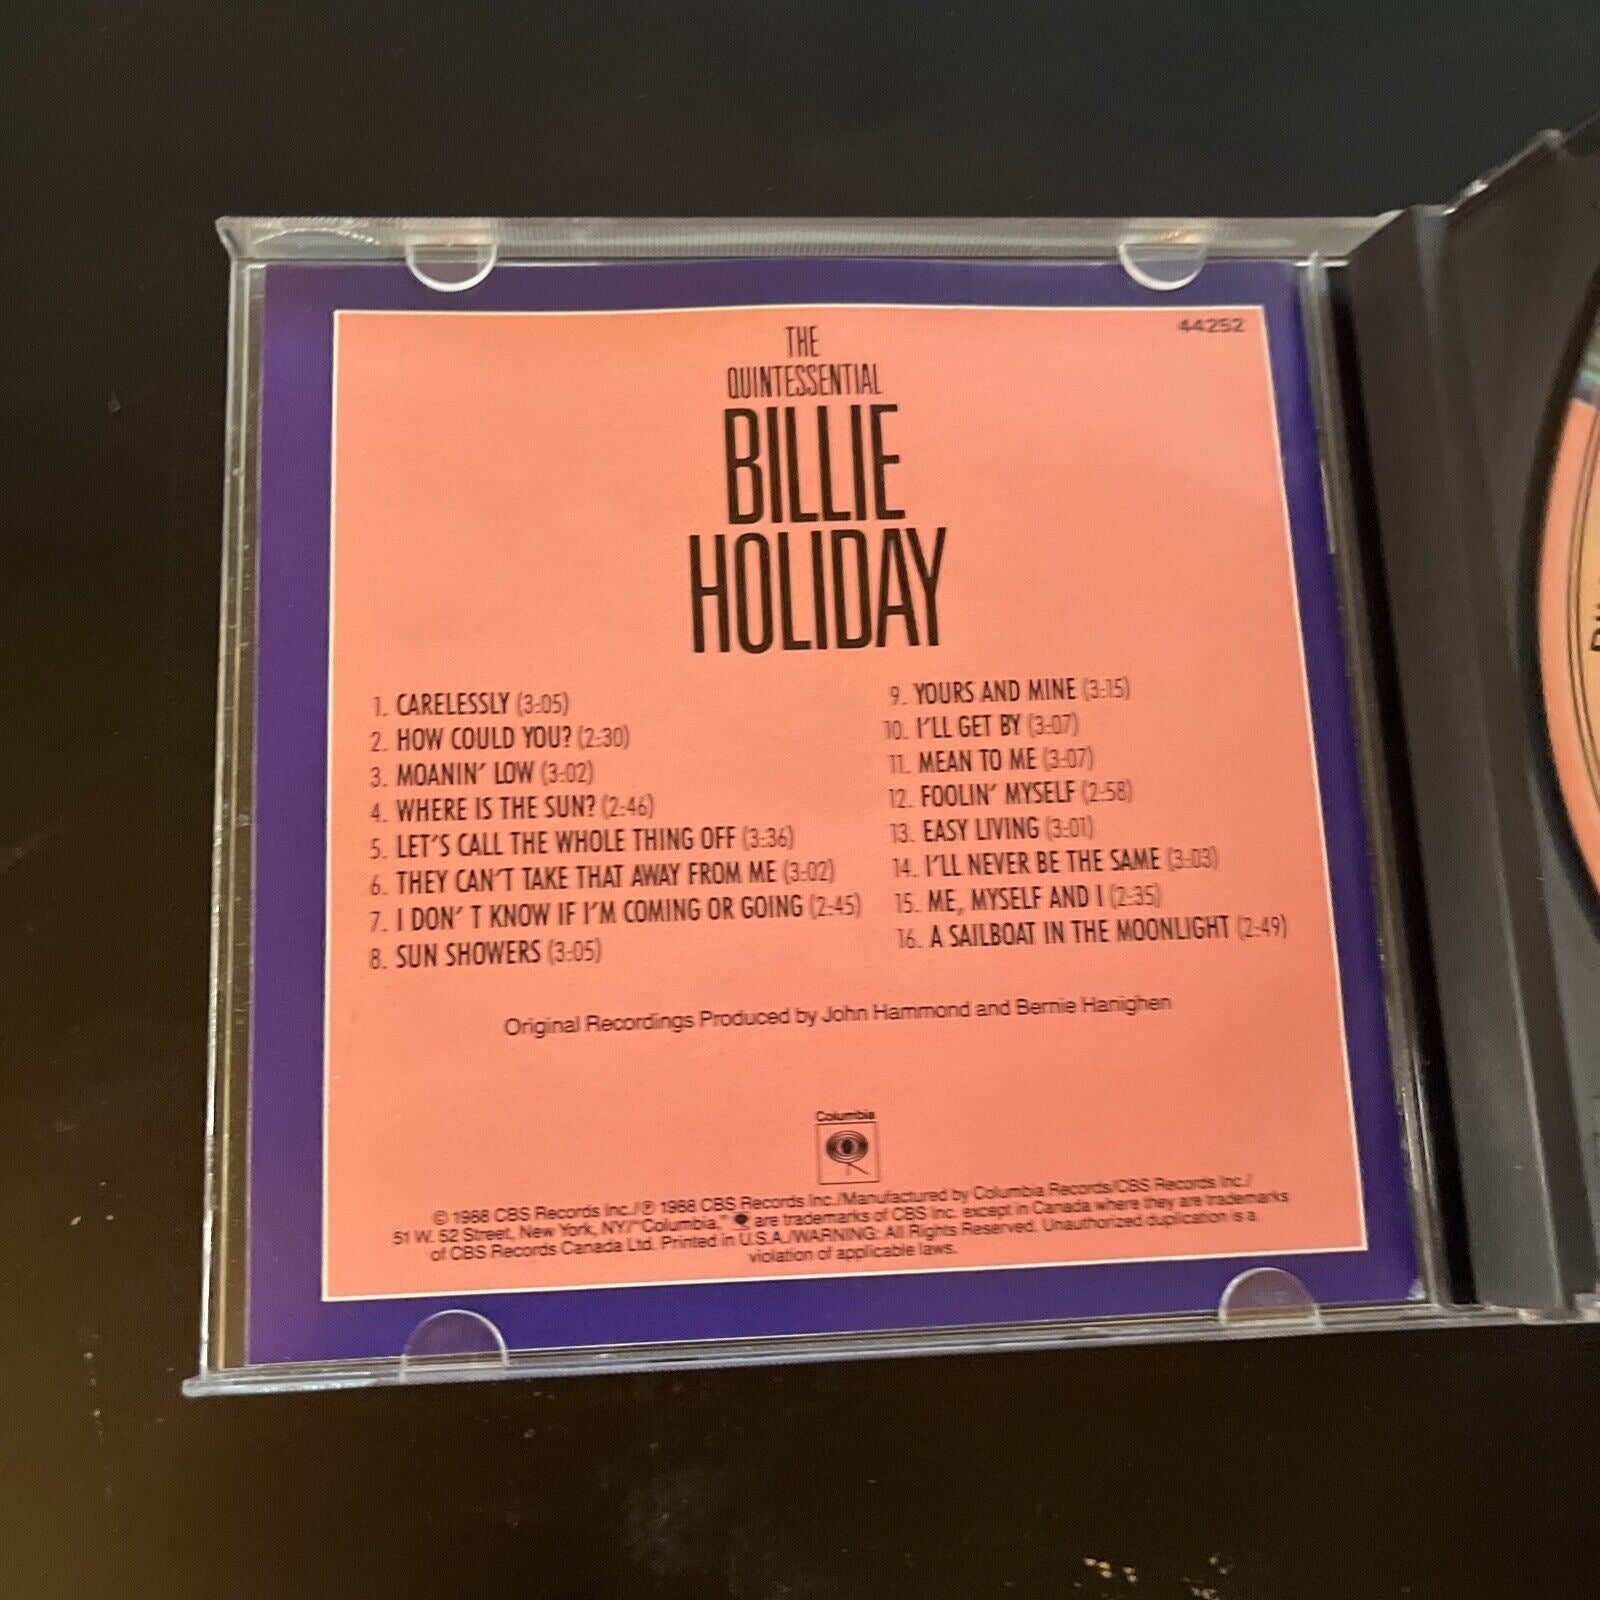 44252
THE
QUINTESSENTIAL
BILLIE
HOLIDAY
1. CARELESSLY (3:05)
2. HOW COULD YOU? (2:30)
3. MOANIN' LOW (3:02)
4. WHERE IS THE SUN? (2:46)
5. LET'S CALL THE WHOLE THING OFF (3:36)
6. THEY CAN'T TAKE THAT AWAY FROM ME (3:02)
7. I DON' T KNOW IF I'M COMING OR GOING (2:45)
8. SUN SHOWERS (3:05)
9. YOURS AND MINE (3:15)
10. I'LL GET BY (3:07)
11. MEAN TO ME (3:07)
12. FOOLIN' MYSELF (2:58)
13. EASY LIVING (3:01)
14. I'LL NEVER BE THE SAME (3:03)
15. ME, MYSELF AND I (2:35)
16. A SAILBOAT IN THE MOONLIGHT (2:49)
Original Recordings Produced by John Hammond and Bernie Hanighen
Columbia
© 1988 CBS Records Inc./℗ 1988 CBS Records Inc./Manufactured by Columbia Records/CBS Records Inc./
51 W. 52 Street, New York, NY/"Columbia," are trademarks of CBS Inc. except in Canada where they are trademarks
of CBS Records Canada Ltd. Printed in U.S.A./WARNING: All Rights Reserved. Unauthorized duplication is a
violation of applicable laws.